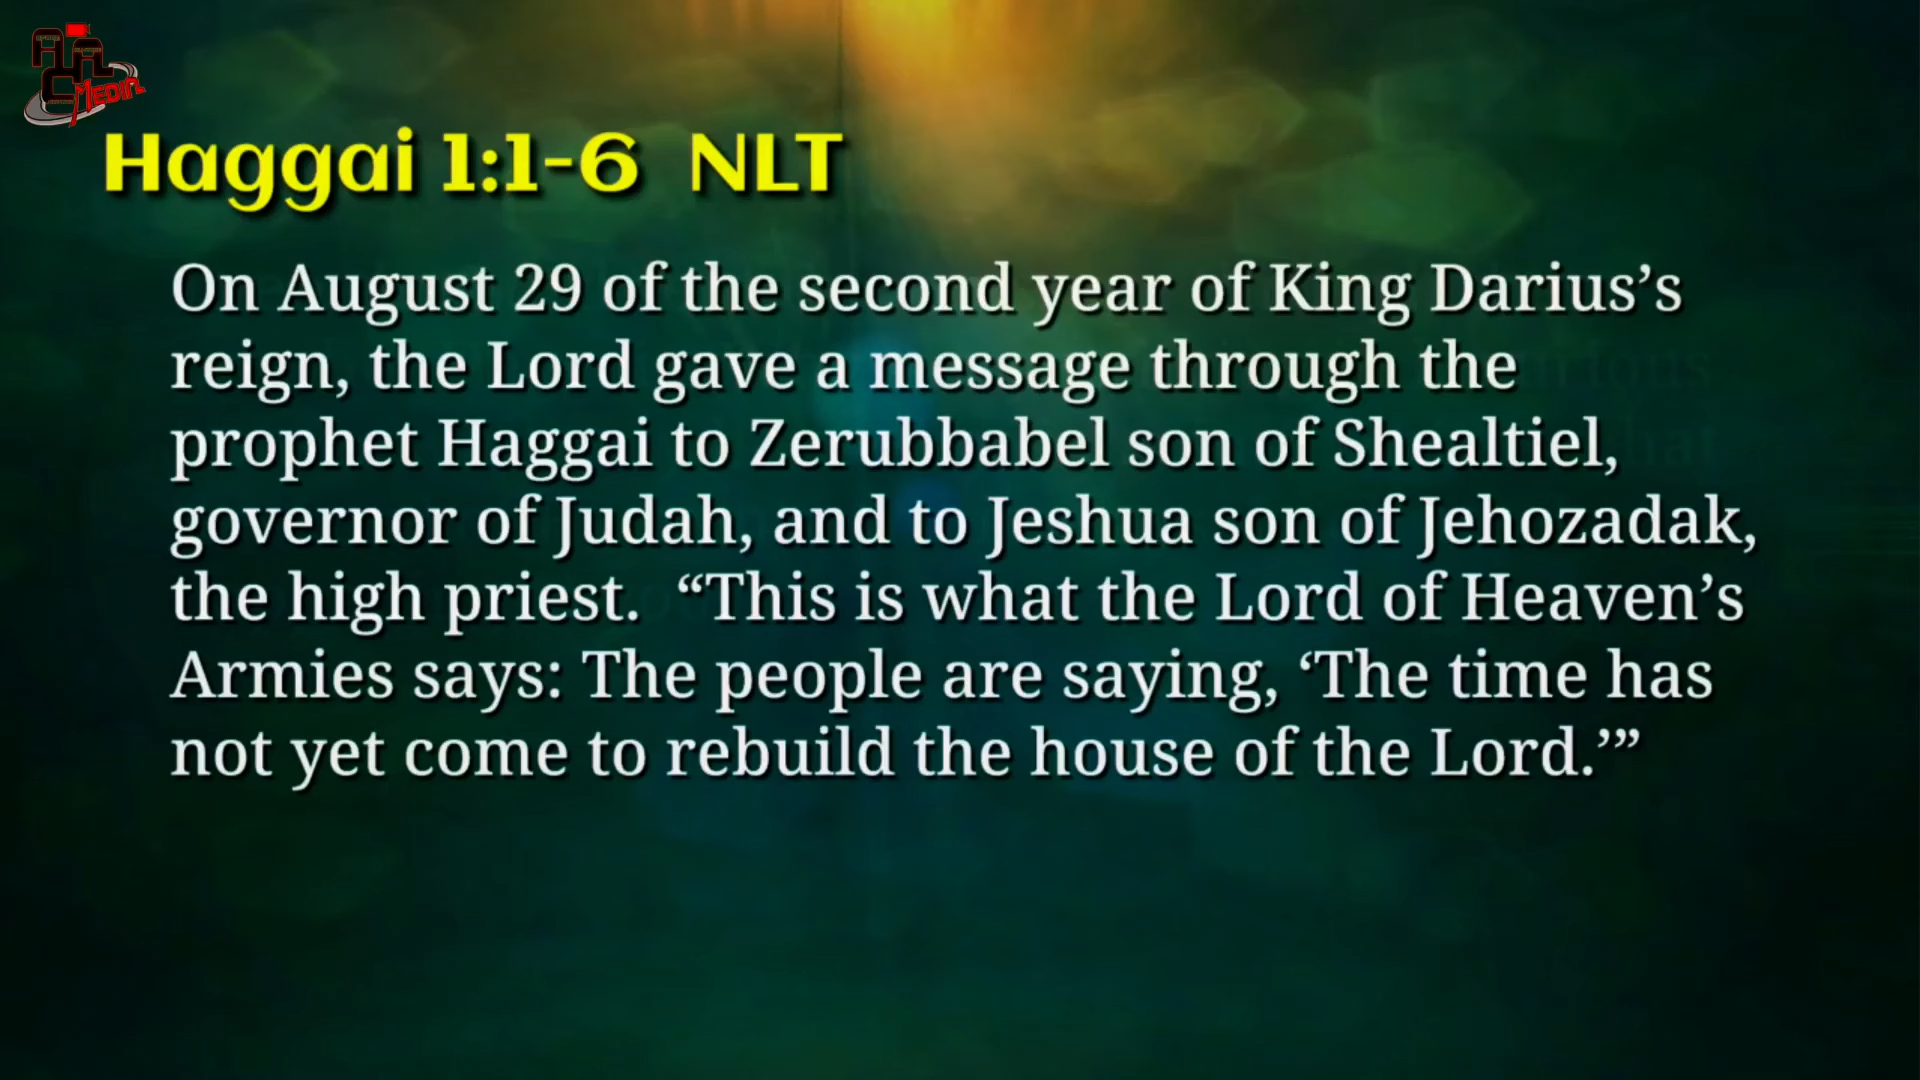 Media
Haggai 1:1-6 NLT
On August 29 of the second year of King Darius’s
reign, the Lord gave a message through the
prophet Haggai to Zerubbabel son of Shealtiel,
governor of Judah, and to Jeshua son of Jehozadak,
the high priest. “This is what the Lord of Heaven’s
Armies says: The people are saying, ‘The time has
not yet come to rebuild the house of the Lord.’”